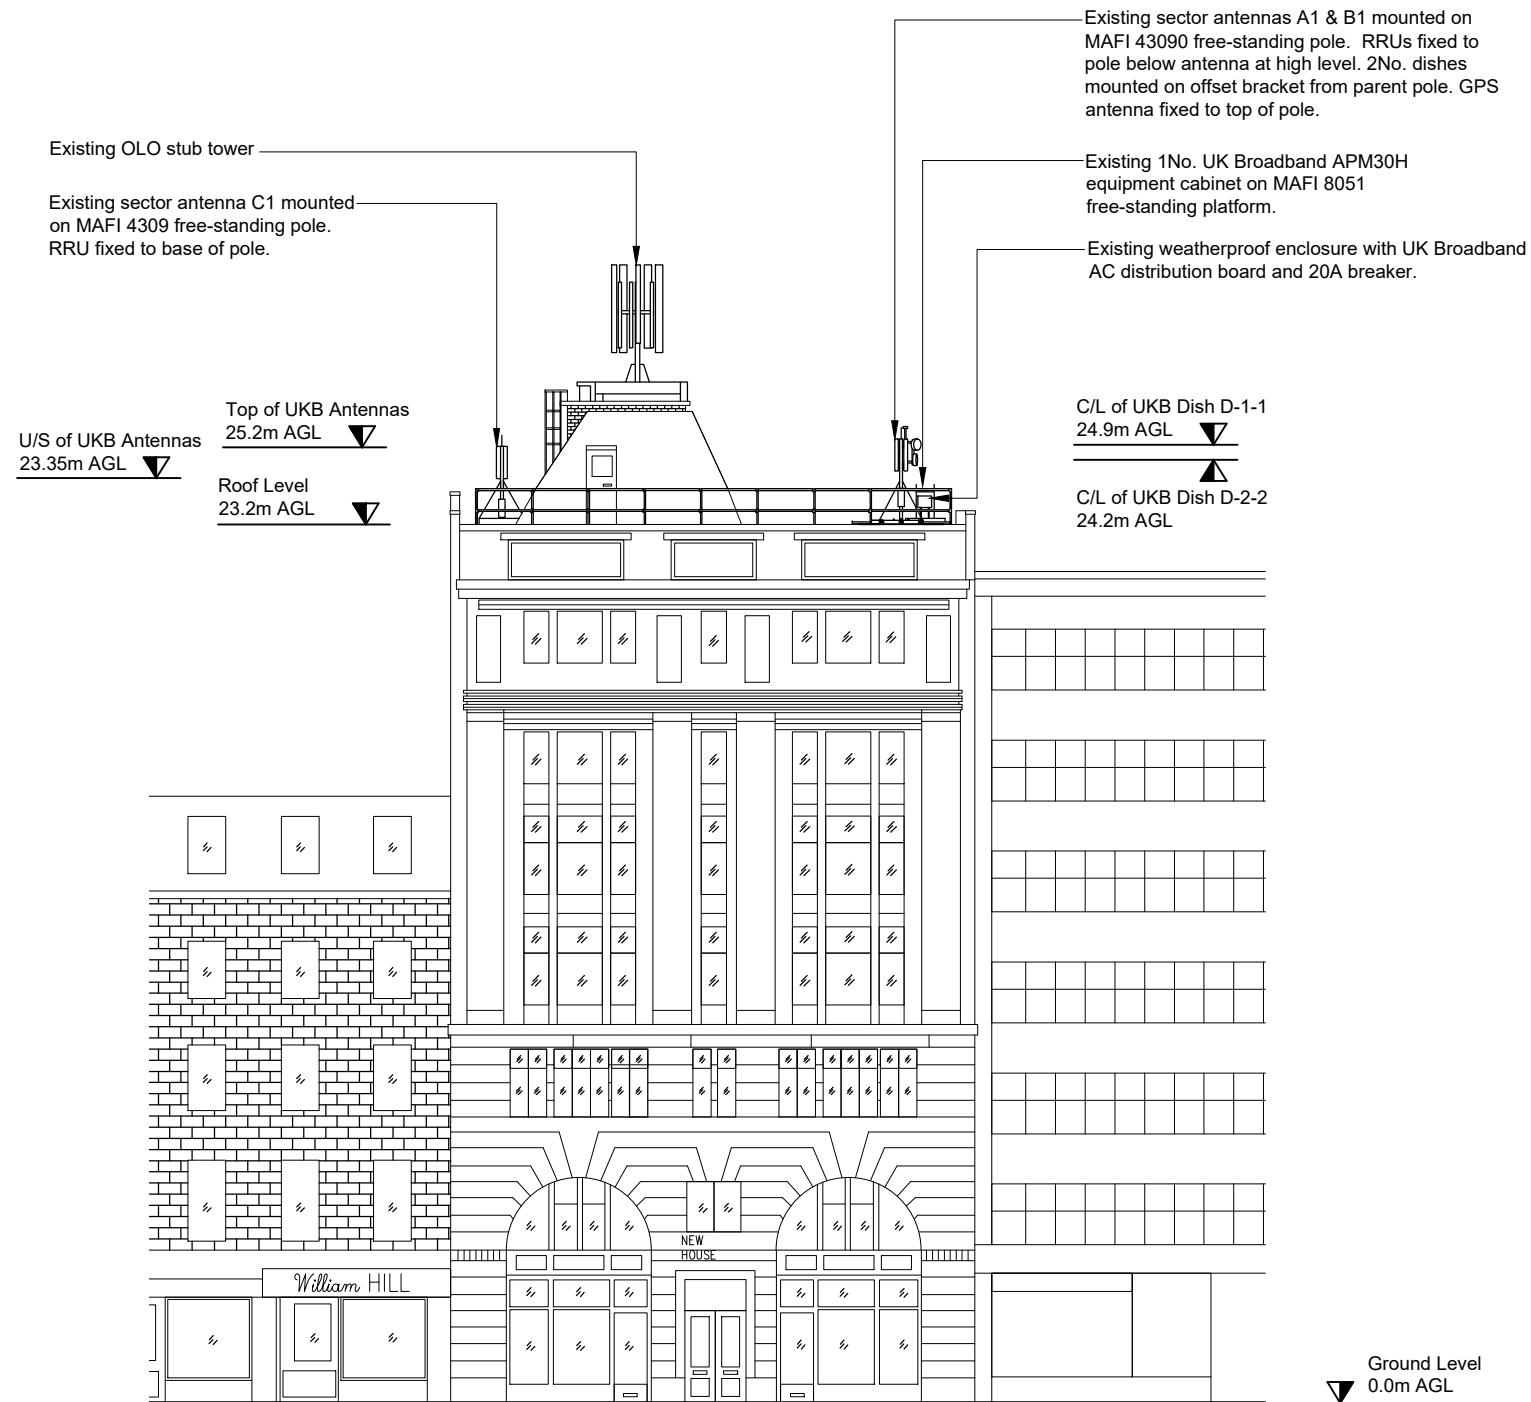 Existing sector antennas A1 & B1 mounted on
MAFI 43090 free-standing pole.  RRUs fixed to
pole below antenna at high level. 2No. dishes
mounted on offset bracket from parent pole. GPS
antenna fixed to top of pole.
Existing OLO stub tower
Existing 1No. UK Broadband APM30H
equipment cabinet on MAFI 8051
free-standing platform.
Existing sector antenna C1 mounted
on MAFI 4309 free-standing pole.
RRU fixed to base of pole.
Existing weatherproof enclosure with UK Broadband
AC distribution board and 20A breaker.
Top of UKB Antennas
25.2m AGL
U/S of UKB Antennas
23.35m AGL
Roof Level
23.2m AGL
C/L of UKB Dish D-1-1
24.9m AGL
C/L of UKB Dish D-2-2
24.2m AGL
NEW
HOUSE
William HILL
Ground Level
0.0m AGL